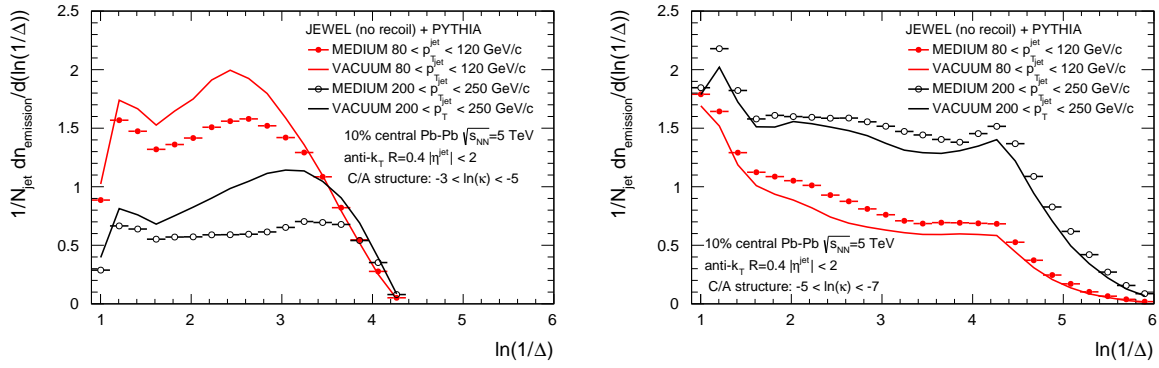 1/N_jet dn_emission/d(ln(1/Δ))
2.5
2
1.5
1
0.5
0
JEWEL (no recoil) + PYTHIA
MEDIUM 80 < p_T^jet < 120 GeV/c
VACUUM 80 < p_T^jet < 120 GeV/c
MEDIUM 200 < p_T^jet < 250 GeV/c
VACUUM 200 < p_T^jet < 250 GeV/c
10% central Pb-Pb √s_NN=5 TeV
anti-k_T R=0.4 |η^jet| < 2
C/A structure: -3 < ln(κ) < -5
1 2 3 4 5 6
ln(1/Δ)
1/N_jet dn_emission/d(ln(1/Δ))
2.5
2
1.5
1
0.5
0
JEWEL (no recoil) + PYTHIA
MEDIUM 80 < p_T^jet < 120 GeV/c
VACUUM 80 < p_T^jet < 120 GeV/c
MEDIUM 200 < p_T^jet < 250 GeV/c
VACUUM 200 < p_T^jet < 250 GeV/c
10% central Pb-Pb √s_NN=5 TeV
anti-k_T R=0.4 |η^jet| < 2
C/A structure: -5 < ln(κ) < -7
1 2 3 4 5 6
ln(1/Δ)